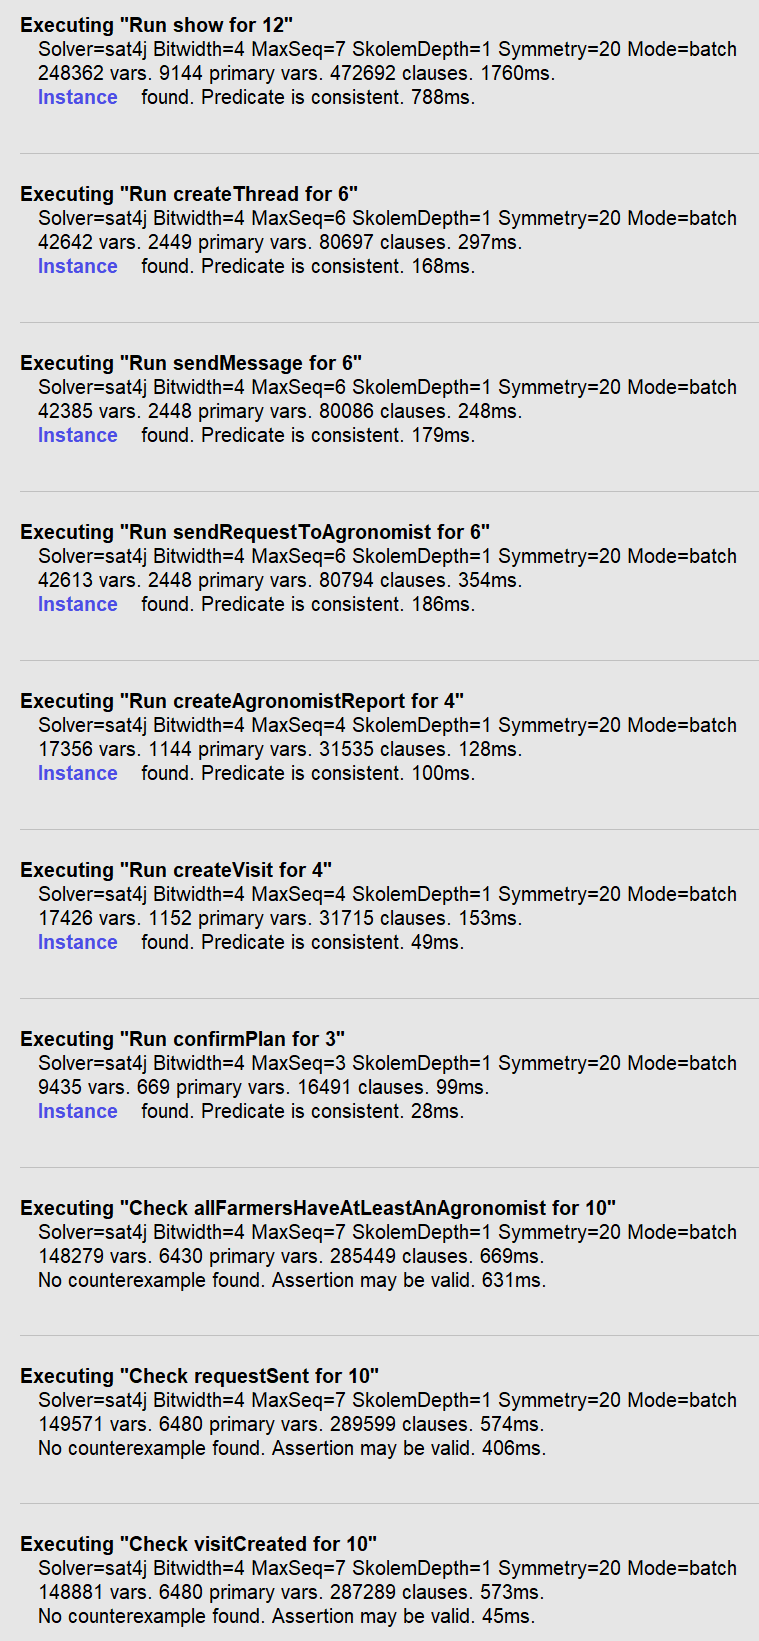 Executing "Run show for 12"
Solver=sat4j Bitwidth=4 MaxSeq=7 SkolemDepth=1 Symmetry=20 Mode=batch
248362 vars. 9144 primary vars. 472692 clauses. 1760ms.
Instance found. Predicate is consistent. 788ms.
Executing "Run createThread for 6"
Solver=sat4j Bitwidth=4 MaxSeq=6 SkolemDepth=1 Symmetry=20 Mode=batch
42642 vars. 2449 primary vars. 80697 clauses. 297ms.
Instance found. Predicate is consistent. 168ms.
Executing "Run sendMessage for 6"
Solver=sat4j Bitwidth=4 MaxSeq=6 SkolemDepth=1 Symmetry=20 Mode=batch
42385 vars. 2448 primary vars. 80086 clauses. 248ms.
Instance found. Predicate is consistent. 179ms.
Executing "Run sendRequestToAgronomist for 6"
Solver=sat4j Bitwidth=4 MaxSeq=6 SkolemDepth=1 Symmetry=20 Mode=batch
42613 vars. 2448 primary vars. 80794 clauses. 354ms.
Instance found. Predicate is consistent. 186ms.
Executing "Run createAgronomistReport for 4"
Solver=sat4j Bitwidth=4 MaxSeq=4 SkolemDepth=1 Symmetry=20 Mode=batch
17356 vars. 1144 primary vars. 31535 clauses. 128ms.
Instance found. Predicate is consistent. 100ms.
Executing "Run createVisit for 4"
Solver=sat4j Bitwidth=4 MaxSeq=4 SkolemDepth=1 Symmetry=20 Mode=batch
17426 vars. 1152 primary vars. 31715 clauses. 153ms.
Instance found. Predicate is consistent. 49ms.
Executing "Run confirmPlan for 3"
Solver=sat4j Bitwidth=4 MaxSeq=3 SkolemDepth=1 Symmetry=20 Mode=batch
9435 vars. 669 primary vars. 16491 clauses. 99ms.
Instance found. Predicate is consistent. 28ms.
Executing "Check allFarmersHaveAtLeastAnAgronomist for 10"
Solver=sat4j Bitwidth=4 MaxSeq=7 SkolemDepth=1 Symmetry=20 Mode=batch
148279 vars. 6430 primary vars. 285449 clauses. 669ms.
No counterexample found. Assertion may be valid. 631ms.
Executing "Check requestSent for 10"
Solver=sat4j Bitwidth=4 MaxSeq=7 SkolemDepth=1 Symmetry=20 Mode=batch
149571 vars. 6480 primary vars. 289599 clauses. 574ms.
No counterexample found. Assertion may be valid. 406ms.
Executing "Check visitCreated for 10"
Solver=sat4j Bitwidth=4 MaxSeq=7 SkolemDepth=1 Symmetry=20 Mode=batch
148881 vars. 6480 primary vars. 287289 clauses. 573ms.
No counterexample found. Assertion may be valid. 45ms.